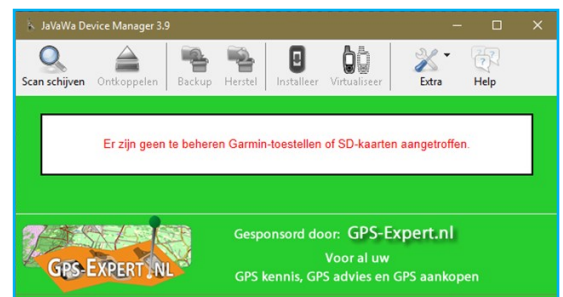 JaVaWa Device Manager 3.9
Scan schijven Ontkoppelen Backup Herstel Installeer Virtualiseer Extra Help
Er zijn geen te beheren Garmin-toestellen of SD-kaarten aangetroffen.
GPS-EXPERT.NL
Gesponsord door: GPS-Expert.nl
Voor al uw
GPS kennis, GPS advies en GPS aankopen